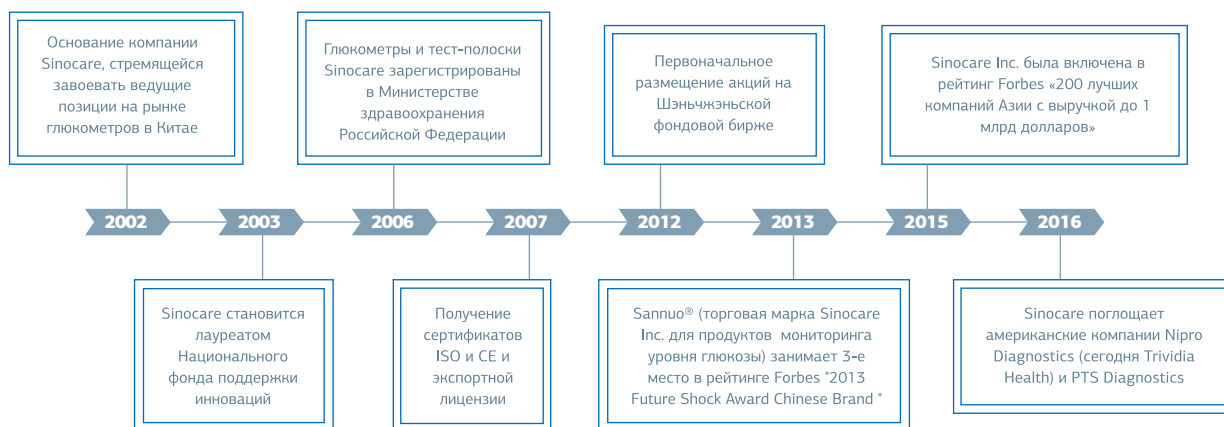 Основание компании
Sinocare, стремящейся
завоевать ведущие
позиции на рынке
глюкометров в Китае
Глюкометры и тест-полоски
Sinocare зарегистрированы
в Министерстве
здравоохранения
Российской Федерации
Первоначальное
размещение акций на
Шэньчжэньской
фондовой бирже
Sinocare Inc. была включена в
рейтинг Forbes «200 лучших
компаний Азии с выручкой до 1
млрд долларов»
2002
2003
2006
2007
2012
2013
2015
2016
Sinocare становится
лауреатом
Национального
фонда поддержки
инноваций
Получение
сертификатов
ISO и CE и
экспортной
лицензии
Sannuo® (торговая марка Sinocare
Inc. для продуктов мониторинга
уровня глюкозы) занимает 3-е
место в рейтинге Forbes "2013
Future Shock Award Chinese Brand "
Sinocare поглощает
американские компании Nipro
Diagnostics (сегодня Trividia
Health) и PTS Diagnostics